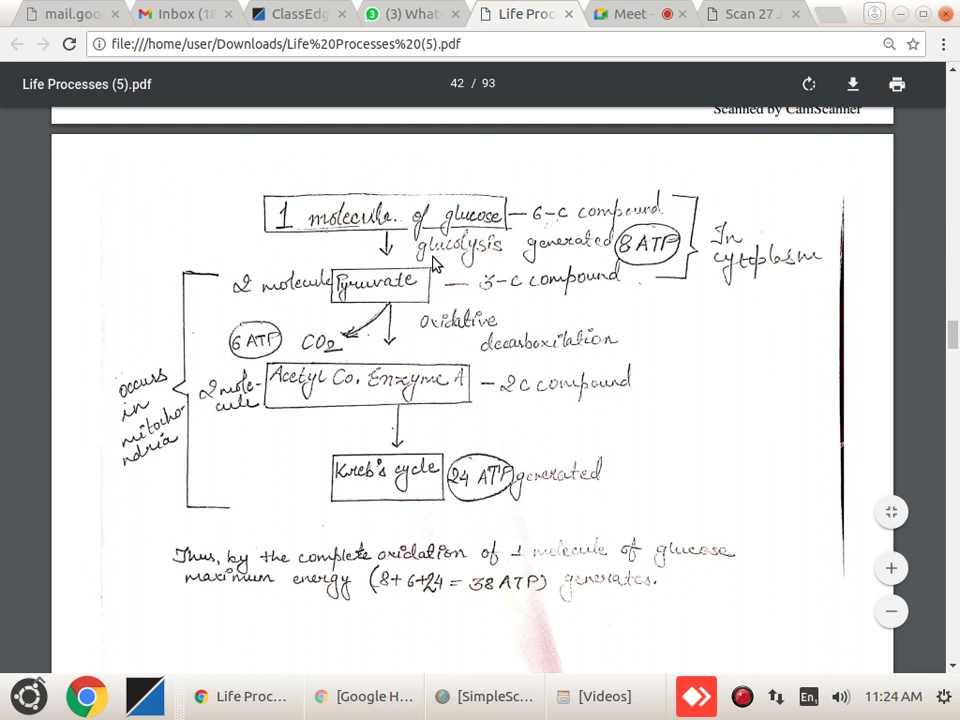 mail.goo
Inbox (18
ClassEdg
(3) What
Life Proc
Meet -
Scan 27 J
file:///home/user/Downloads/Life%20Processes%20(5).pdf
Life Processes (5).pdf
42 / 93
Scanned by CamScanner
1 molecule of glucose – 6-c compound
glucolysis generated 8 ATP
In cytoplasm
2 molecule Pyruvate — 3-c compound
6 ATP CO2
oxidative
decarboxilation
2 mole-
cule
Acetyl Co. Enzyme A – 2c compound
occurs
in
mitocho-
ndria
Kreb's cycle 24 ATP generated
Thus, by the complete oxidation of 1 molecule of glucose
maximum energy (8+6+24 = 38 ATP) generates.
Life Proc...
[Google H...
[SimpleSc...
[Videos]
En
11:24 AM